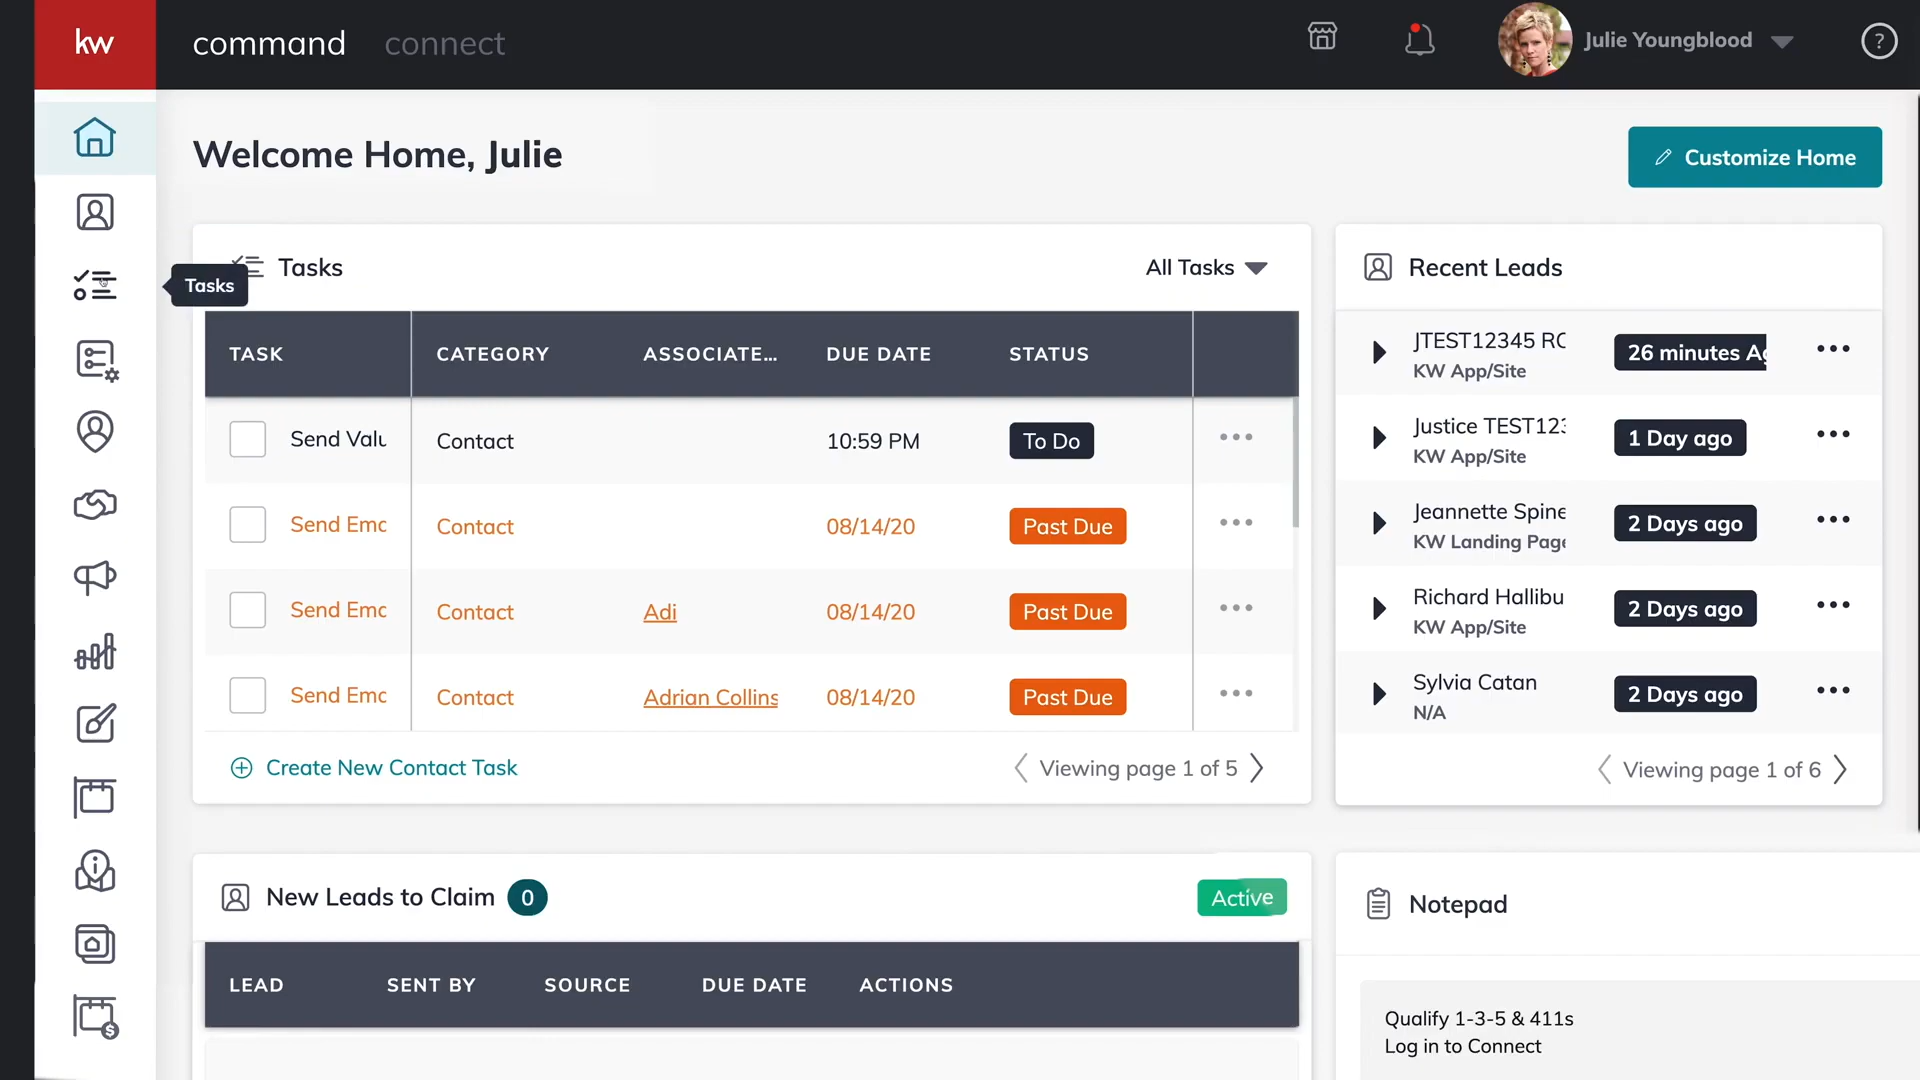 kw
command
connect
Julie Youngblood
?
Welcome Home, Julie
Customize Home
Tasks
Tasks
All Tasks
TASK CATEGORY ASSOCIATE... DUE DATE STATUS
Send Valu Contact 10:59 PM To Do
Send Emc Contact 08/14/20 Past Due
Send Emc Contact Adi 08/14/20 Past Due
Send Emc Contact Adrian Collins 08/14/20 Past Due
Create New Contact Task
Viewing page 1 of 5
Recent Leads
JTEST12345 RC
KW App/Site
26 minutes Ag
Justice TEST123
KW App/Site
1 Day ago
Jeannette Spine
KW Landing Page
2 Days ago
Richard Hallibu
KW App/Site
2 Days ago
Sylvia Catan
N/A
2 Days ago
Viewing page 1 of 6
New Leads to Claim 0
Active
LEAD SENT BY SOURCE DUE DATE ACTIONS
Notepad
Qualify 1-3-5 & 411s
Log in to Connect